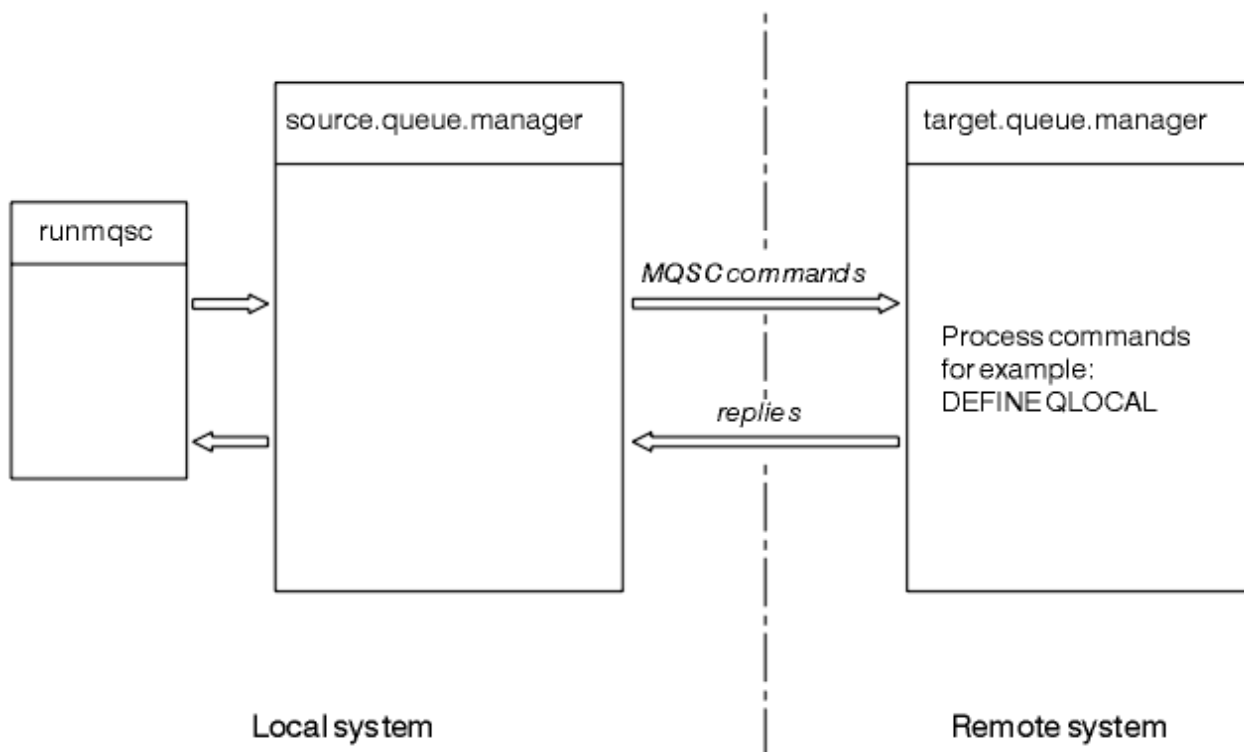 source.queue.manager
target.queue.manager
runmqsc
MQSC commands
Process commands
for example:
DEFINE QLOCAL
replies
Local system
Remote system